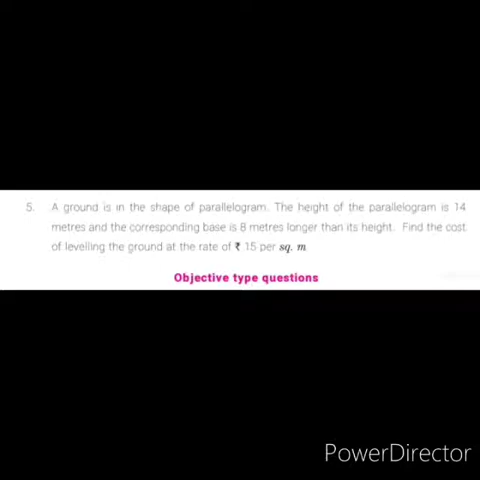 5. A ground is in the shape of parallelogram. The height of the parallelogram is 14
metres and the corresponding base is 8 metres longer than its height. Find the cost
of levelling the ground at the rate of ₹ 15 per sq. m
Objective type questions
PowerDirector